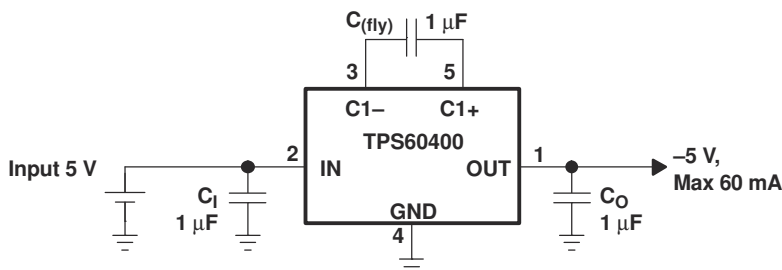 C(fly) 1 μF
3 5
C1– C1+
TPS60400
Input 5 V
2 IN OUT 1
–5 V,
Max 60 mA
CI
1 μF
GND
4
CO
1 μF